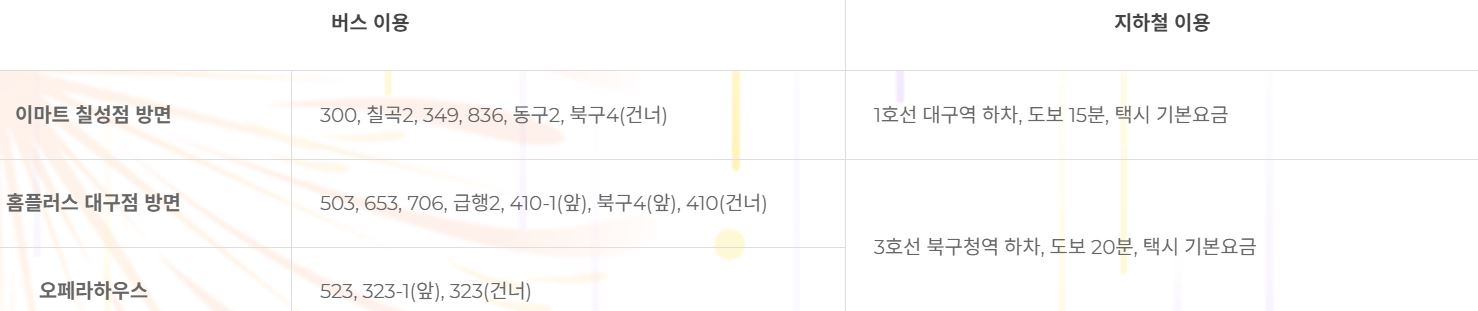 버스 이용
지하철 이용
이마트 칠성점 방면
300, 칠곡2, 349, 836, 동구2, 북구4(건너)
1호선 대구역 하차, 도보 15분, 택시 기본요금
홈플러스 대구점 방면
503, 653, 706, 급행2, 410-1(앞), 북구4(앞), 410(건너)
3호선 북구청역 하차, 도보 20분, 택시 기본요금
오페라하우스
523, 323-1(앞), 323(건너)